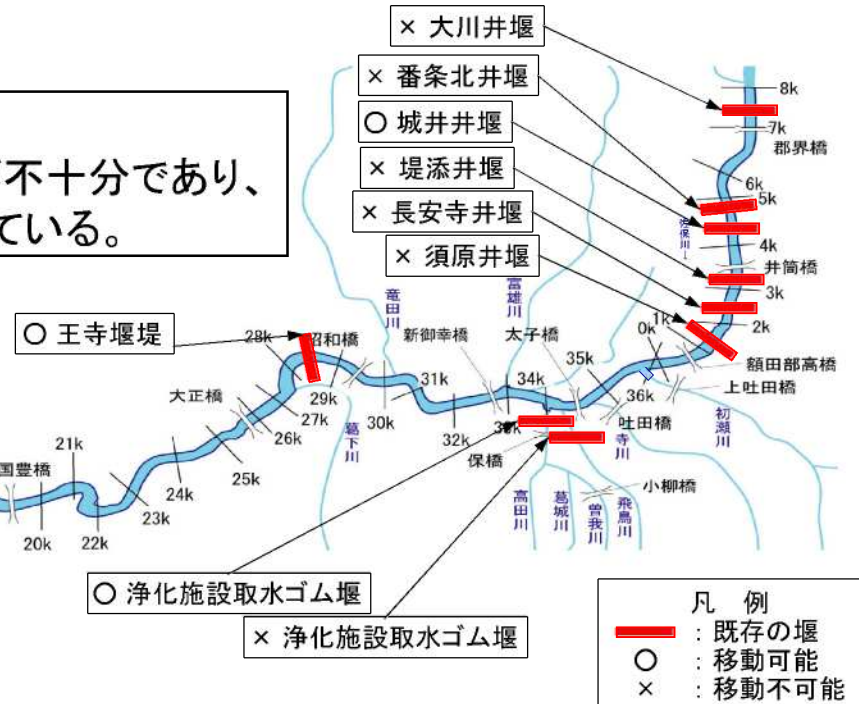 × 大川井堰
× 番条北井堰
○ 城井井堰
× 堤添井堰
× 長安寺井堰
× 須原井堰
不十分であり、
ている。
○ 王寺堰堤
8k
7k
郡界橋
6k
5k
佐保川
4k
井筒橋
3k
2k
1k
0k
額田部高橋
上吐田橋
初瀬川
竜田川
新御幸橋
富雄川
太子橋
35k
36k
吐田橋
寺川
34k
28k
昭和橋
大正橋
29k
27k
26k
25k
24k
23k
22k
21k
20k
国豊橋
葛下川
30k
31k
32k
保橋
小柳橋
高田川
葛城川
曽我川
飛鳥川
○ 浄化施設取水ゴム堰
× 浄化施設取水ゴム堰
凡 例
：既存の堰
○ ：移動可能
× ：移動不可能